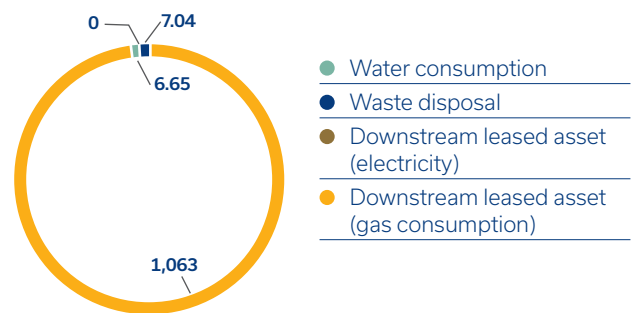 0
7.04
6.65
1,063
Water consumption
Waste disposal
Downstream leased asset
(electricity)
Downstream leased asset
(gas consumption)